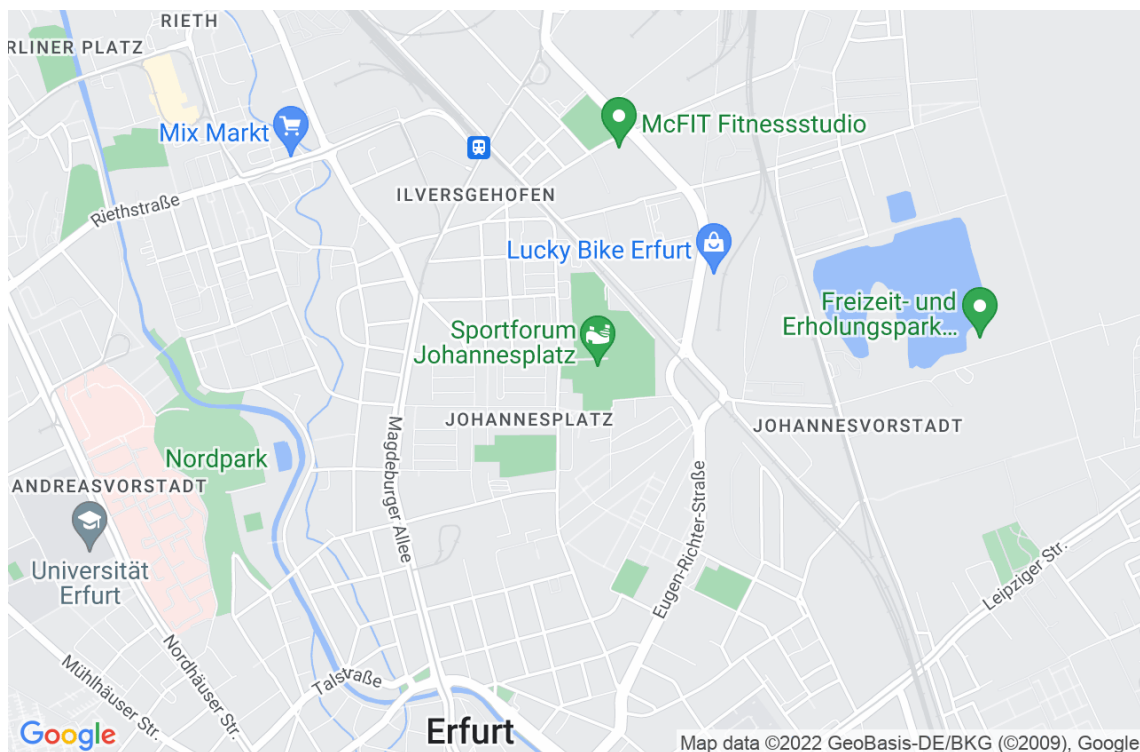 RIETH
RLINER PLATZ
Mix Markt
McFIT Fitnessstudio
ILVERSGEHOFEN
Riethstraße
Lucky Bike Erfurt
Freizeit- und
Erholungspark...
Sportforum
Johannesplatz
JOHANNESPLATZ
JOHANNESVORSTADT
Magdeburger Allee
Nordpark
ANDREASVORSTADT
Eugen-Richter-Straße
Universität
Erfurt
Leipziger Str.
Nordhäuser Str.
Mühlhäuser Str.
Talstraße
Erfurt
Google
Map data ©2022 GeoBasis-DE/BKG (©2009), Google